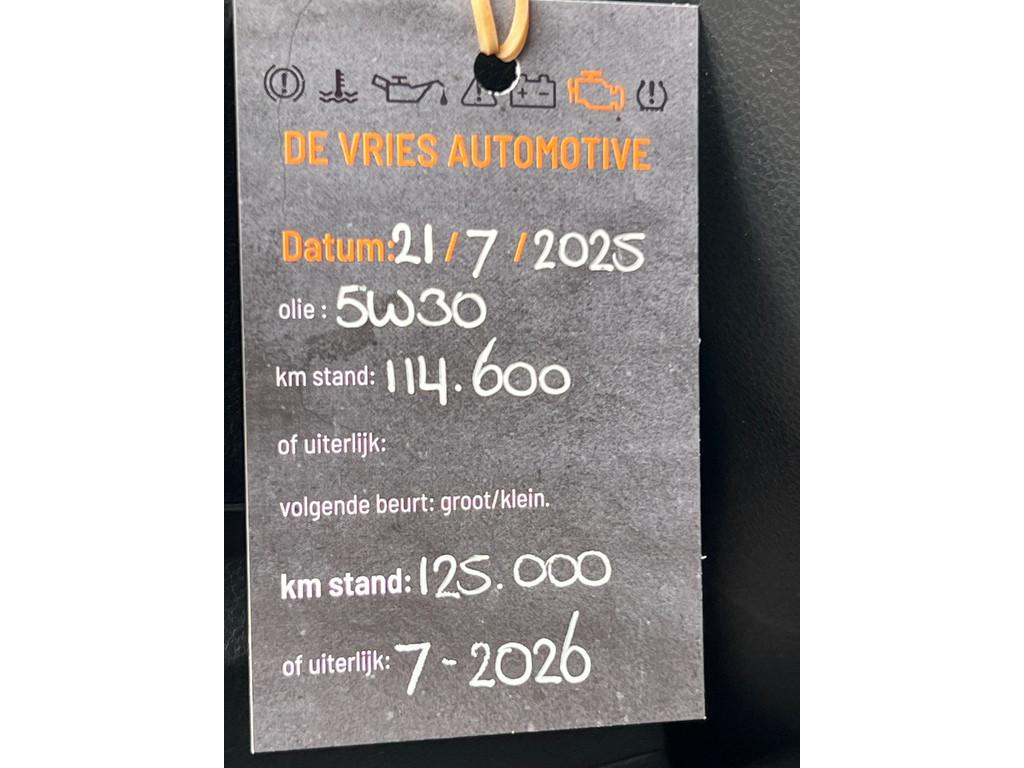 DE VRIES AUTOMOTIVE
Datum: 21 / 7 / 2025
olie : 5W30
km stand: 114.600
of uiterlijk:
volgende beurt: groot/klein.
km stand: 125.000
of uiterlijk: 7 - 2026